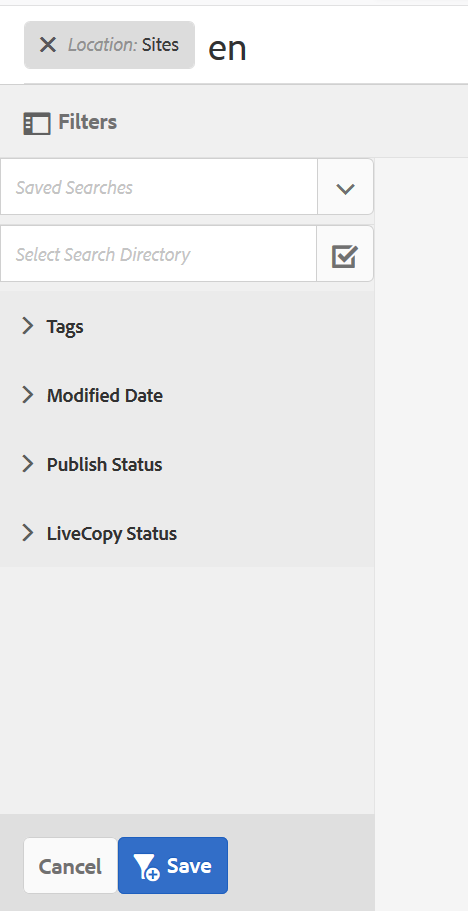 Location: Sites en
Filters
Saved Searches
Select Search Directory
Tags
Modified Date
Publish Status
LiveCopy Status
Cancel Save